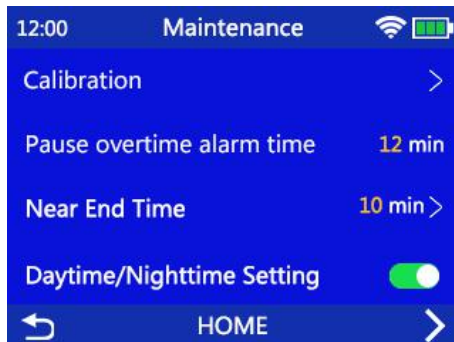 12:00 Maintenance
Calibration
Pause overtime alarm time 12 min
Near End Time 10 min
Daytime/Nighttime Setting
HOME